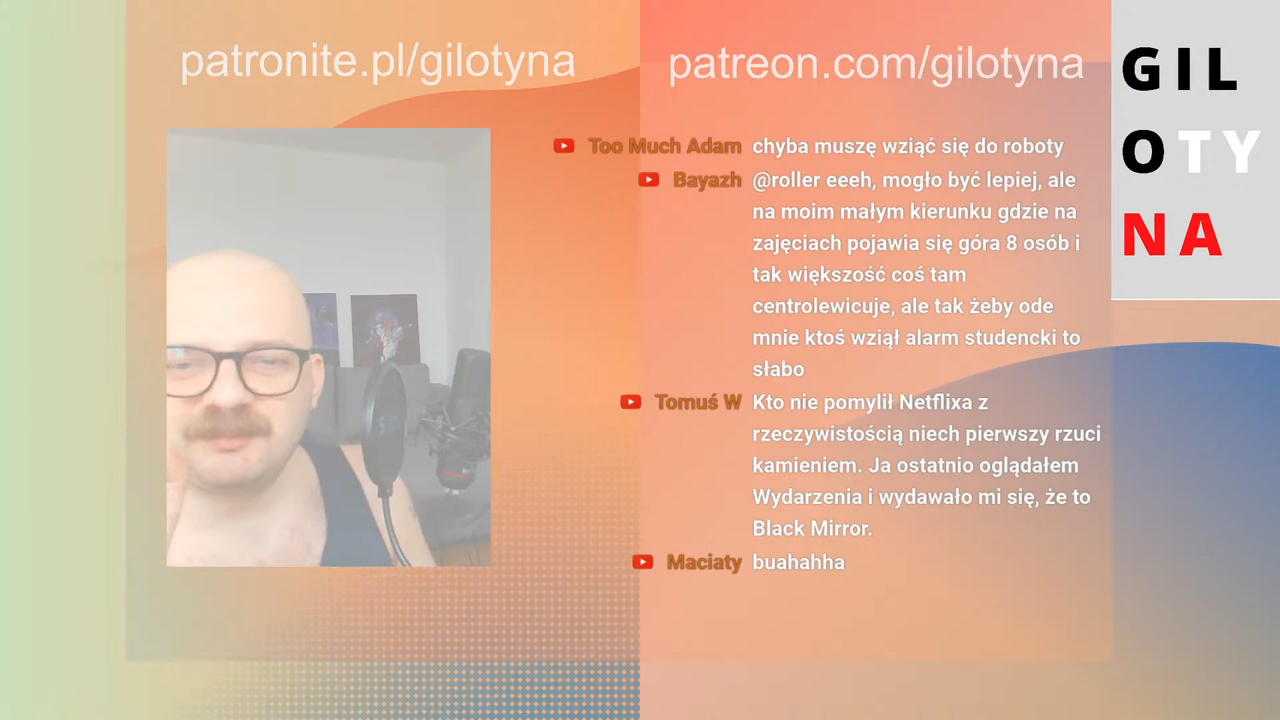 patronite.pl/gilotyna
patreon.com/gilotyna
GIL
OTY
NA
Too Much Adam chyba muszę wziąć się do roboty
Bayazh @roller eeeh, mogło być lepiej, ale
na moim małym kierunku gdzie na
zajęciach pojawia się góra 8 osób i
tak większość coś tam
centrolewicuje, ale tak żeby ode
mnie ktoś wziął alarm studencki to
słabo
Tomuś W Kto nie pomylił Netflixa z
rzeczywistością niech pierwszy rzuci
kamieniem. Ja ostatnio oglądałem
Wydarzenia i wydawało mi się, że to
Black Mirror.
Maciaty buahahha